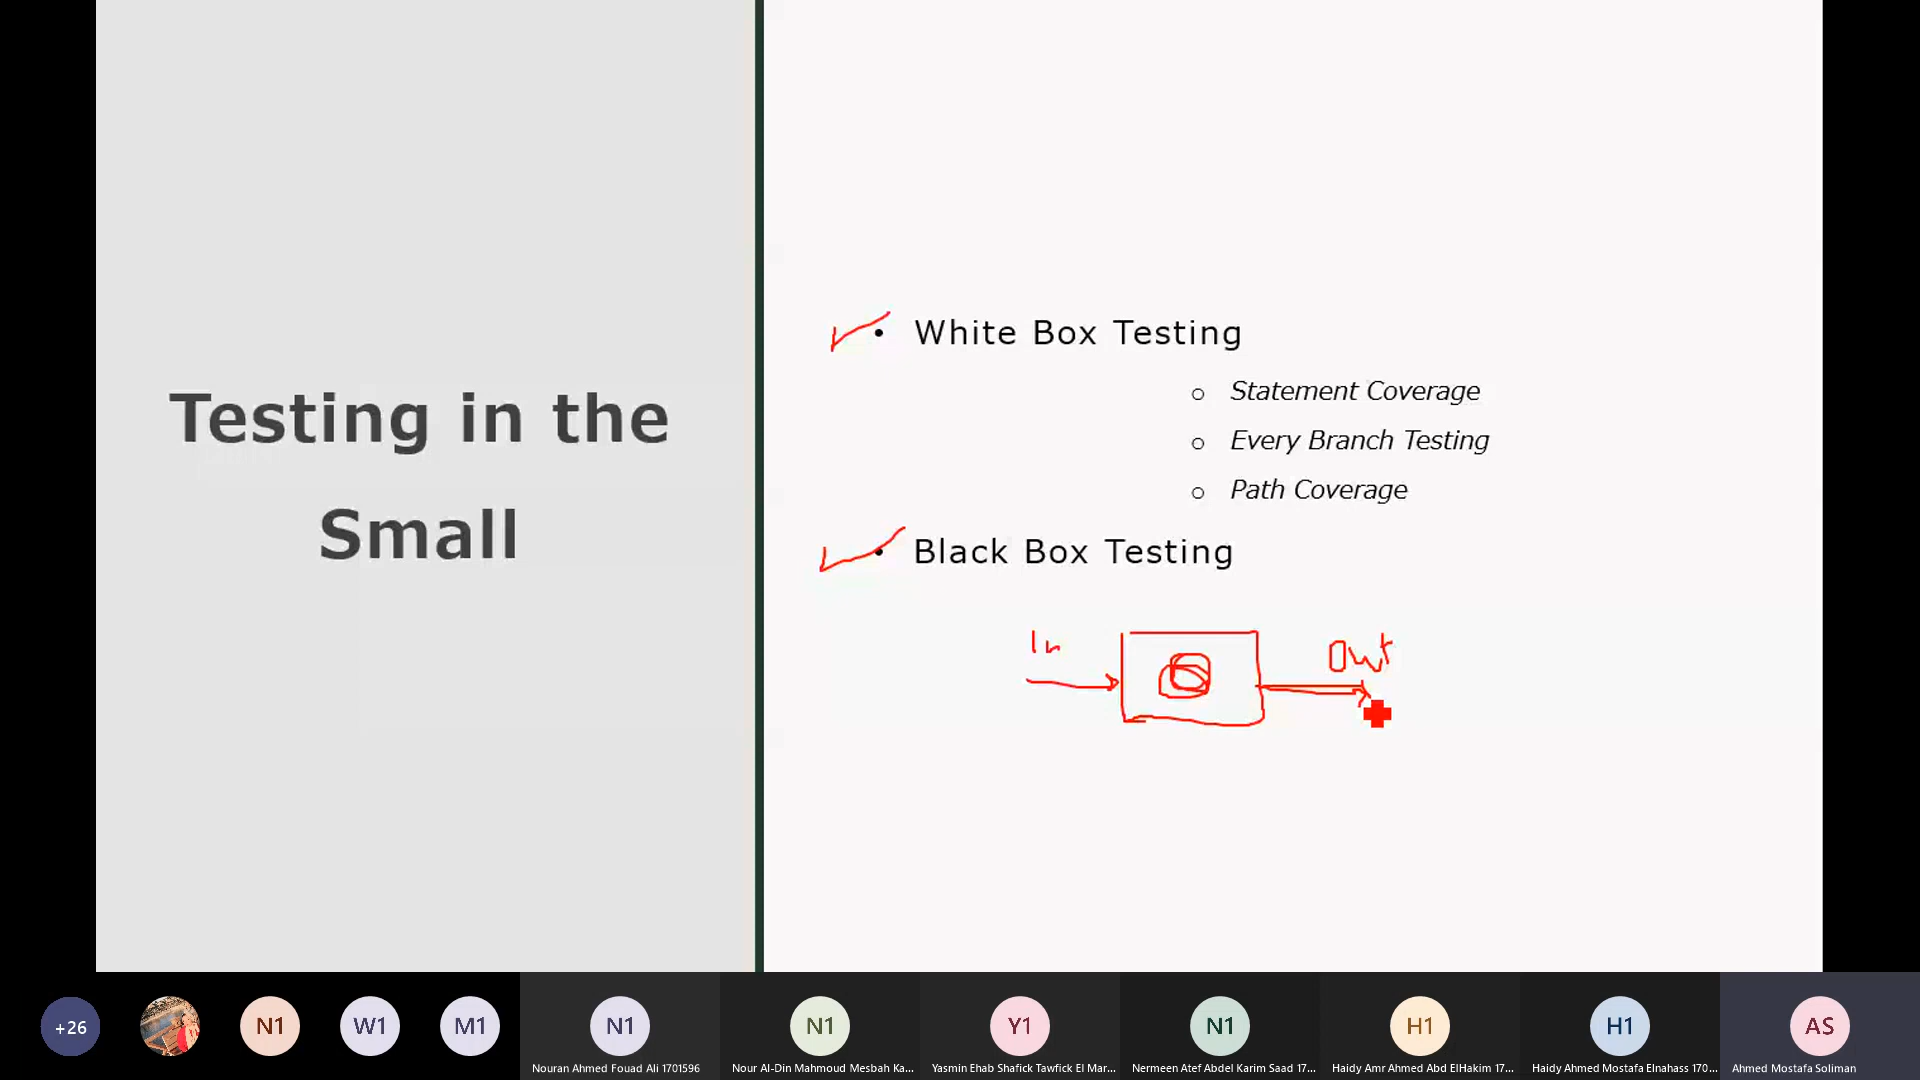 Testing in the
Small
• White Box Testing
o Statement Coverage
o Every Branch Testing
o Path Coverage
• Black Box Testing
In
Out
+26
N1
W1
M1
N1
N1
Y1
N1
H1
H1
AS
Nouran Ahmed Fouad Ali 1701596
Nour Al-Din Mahmoud Mesbah Ka...
Yasmin Ehab Shafick Tawfick El Mar...
Nermeen Atef Abdel Karim Saad 17...
Haidy Amr Ahmed Abd ElHakim 17...
Haidy Ahmed Mostafa Elnahass 170...
Ahmed Mostafa Soliman